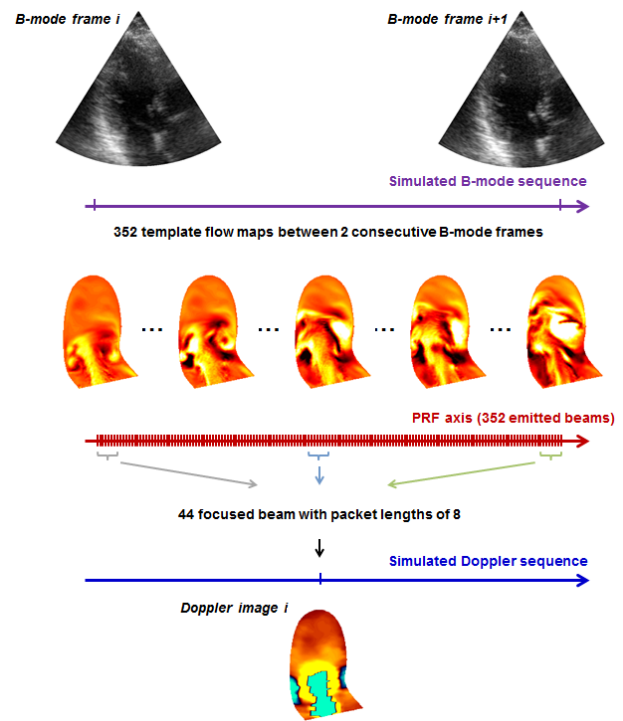 B-mode frame i
B-mode frame i+1
Simulated B-mode sequence
352 template flow maps between 2 consecutive B-mode frames
... ... ... ...
PRF axis (352 emitted beams)
44 focused beam with packet lengths of 8
Simulated Doppler sequence
Doppler image i